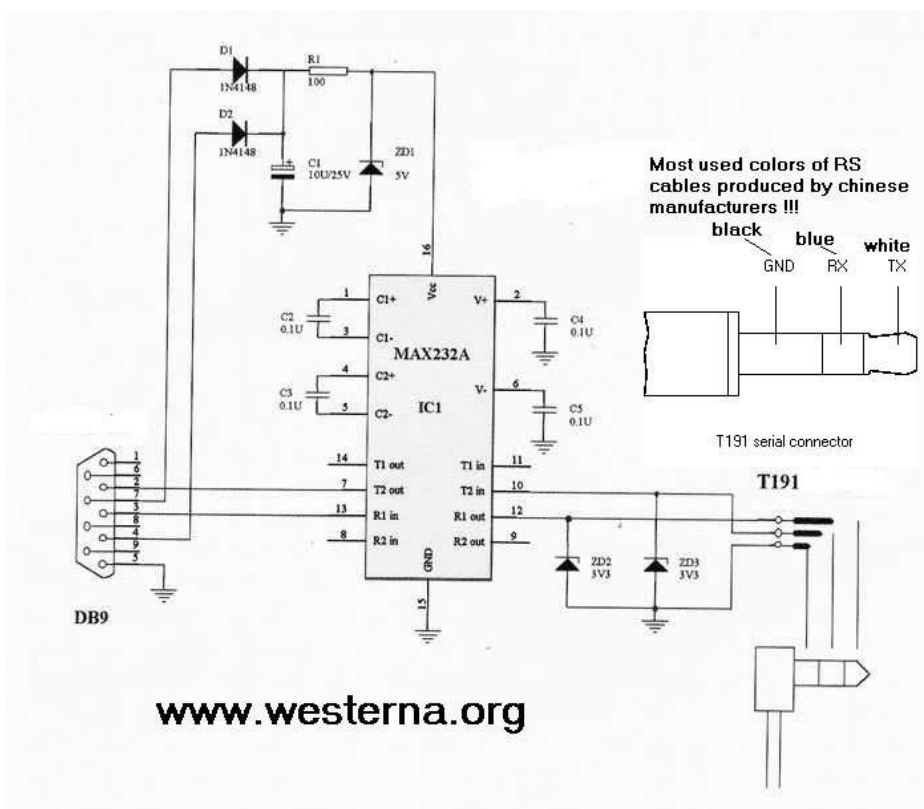 D1
1N4148
D2
1N4148
R1
100
+
C1
10U/25V
ZD1
5V
Most used colors of RS
cables produced by chinese
manufacturers !!!
black
blue
white
GND RX TX
T191 serial connector
16
Vcc
1 C1+
C2
0.1U
3 C1-
4 C2+
C3
0.1U
5 C2-
MAX232A
IC1
V+ 2
C4
0.1U
V- 6
C5
0.1U
14 T1 out
7 T2 out
13 R1 in
8 R2 in
T1 in 11
T2 in 10
R1 out 12
R2 out 9
GND
15
1
6
2
7
3
8
4
9
5
DB9
ZD2
3V3
ZD3
3V3
T191
www.westerna.org